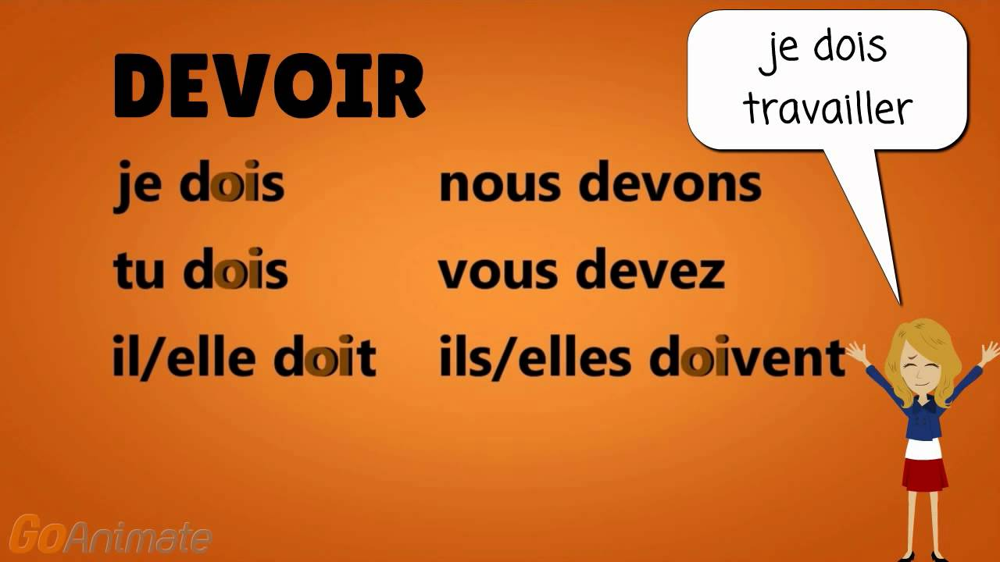 DEVOIR
je dois
travailler
je dois nous devons
tu dois vous devez
il/elle doit ils/elles doivent
GoAnimate